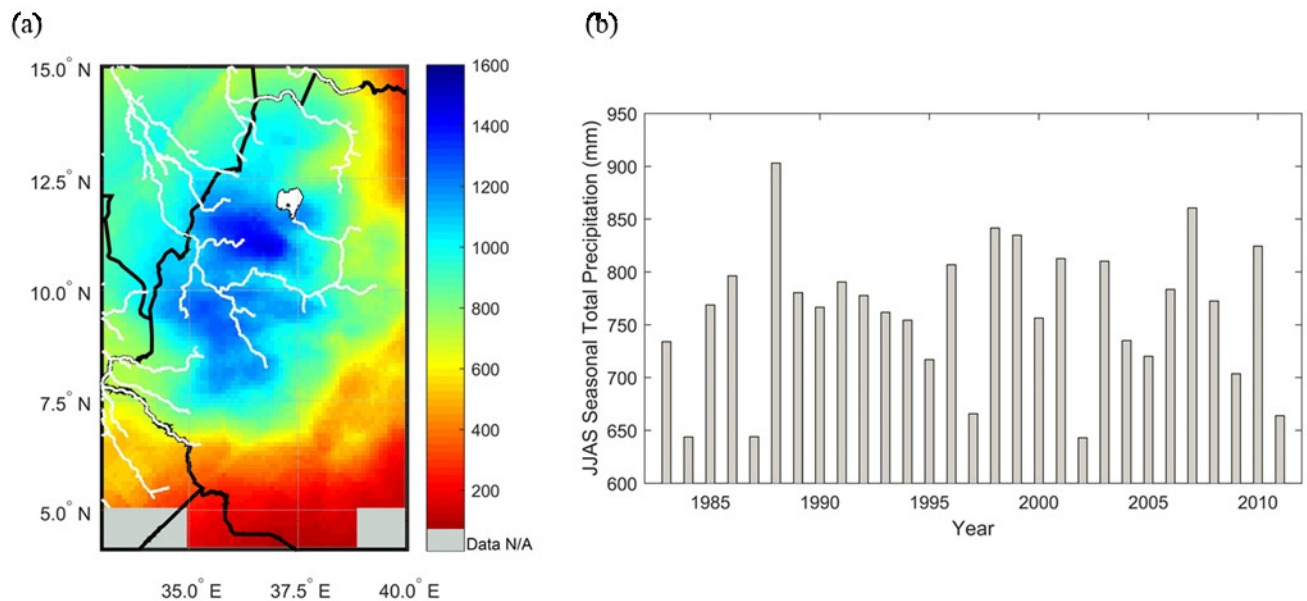 (a)
15.0° N
12.5° N
10.0° N
7.5° N
5.0° N
35.0° E
37.5° E
40.0° E
1600
1400
1200
1000
800
600
400
200
Data N/A
(b)
JJAS Seasonal Total Precipitation (mm)
950
900
850
800
750
700
650
600
1985
1990
1995
2000
2005
2010
Year